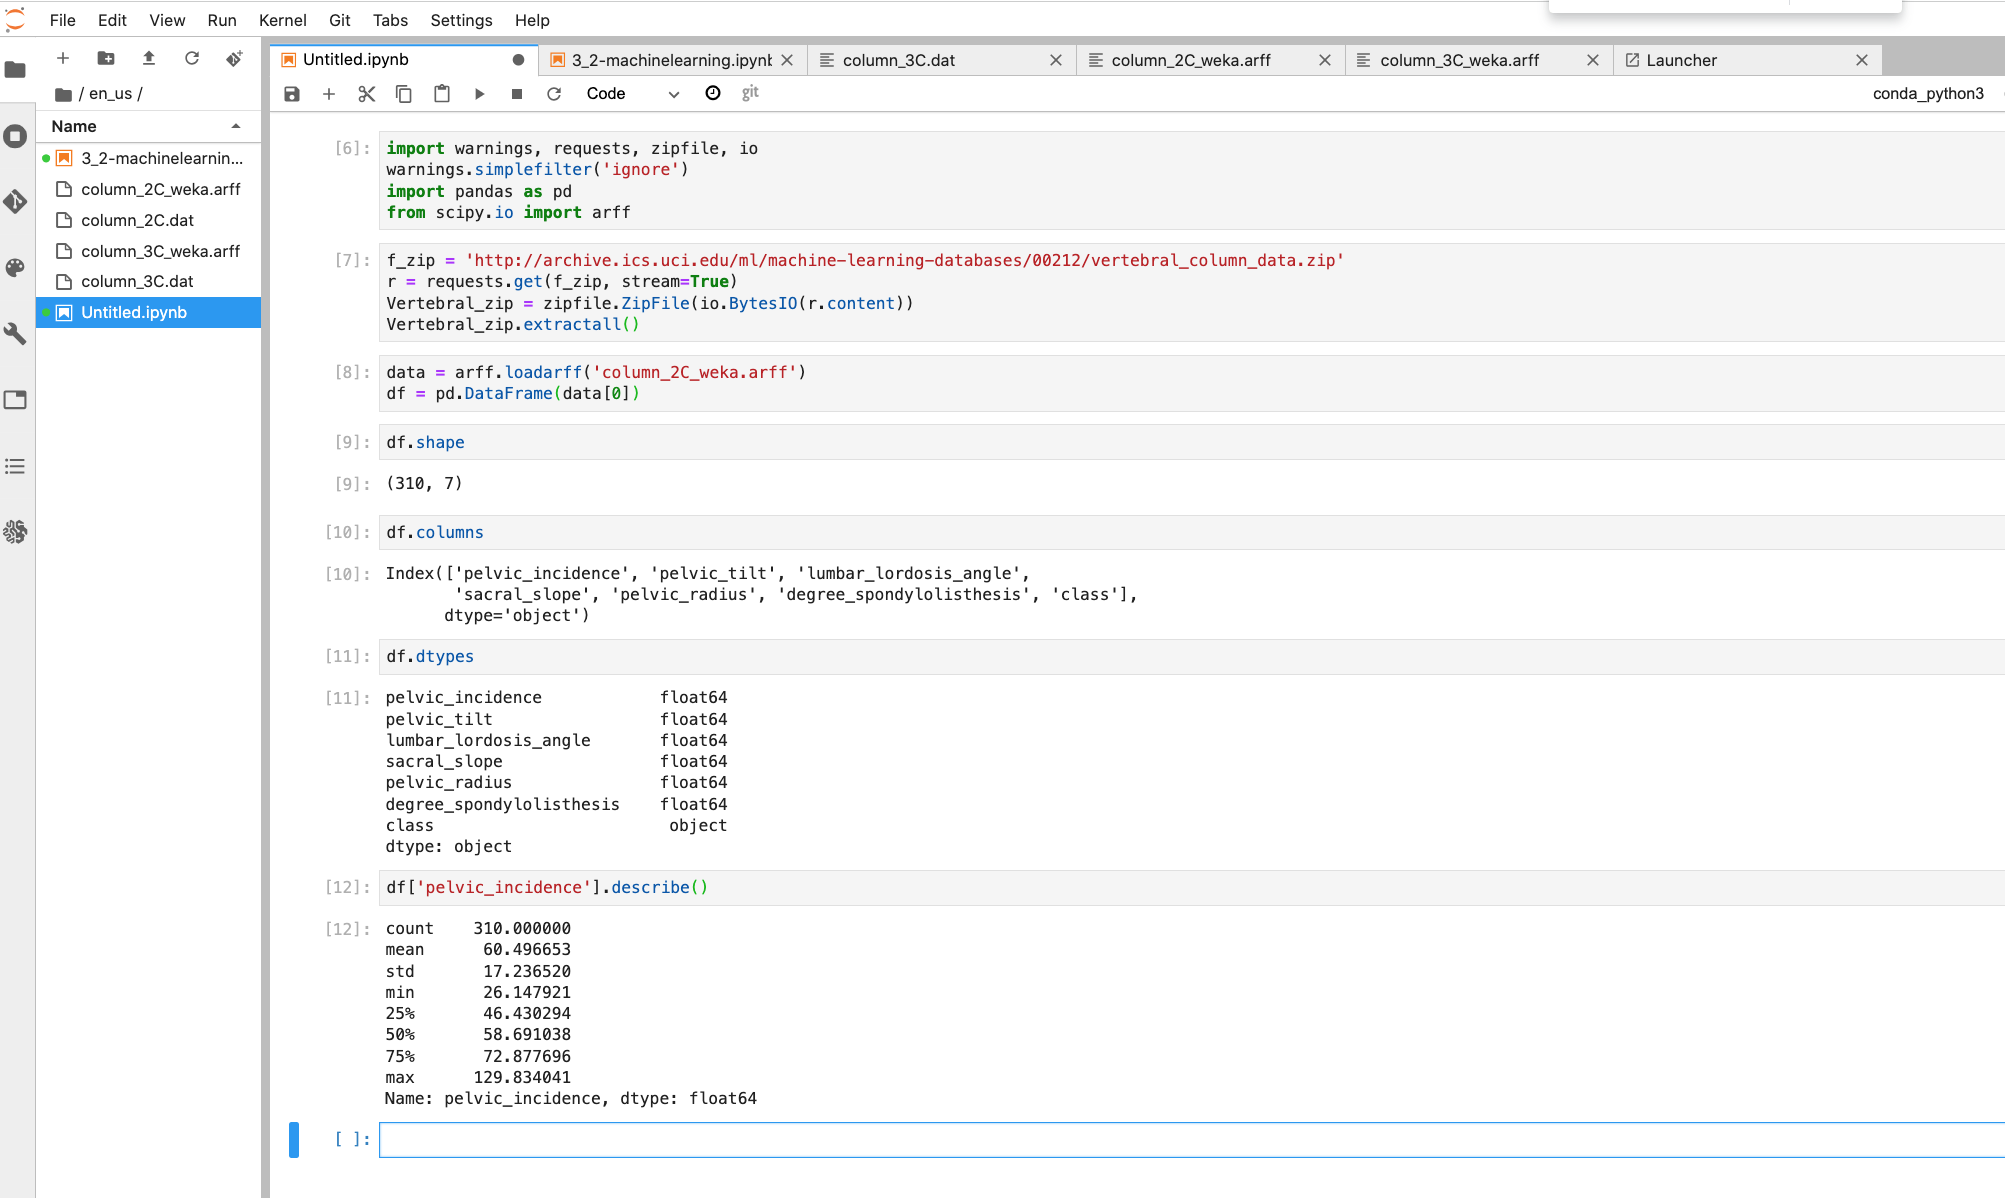 File Edit View Run Kernel Git Tabs Settings Help
Untitled.ipynb
3_2-machinelearning.ipynb
column_3C.dat
column_2C_weka.arff
column_3C_weka.arff
Launcher
Code
git
conda_python3
/ en_us /
Name
3_2-machinelearnin...
column_2C_weka.arff
column_2C.dat
column_3C_weka.arff
column_3C.dat
Untitled.ipynb
[6]: import warnings, requests, zipfile, io
warnings.simplefilter('ignore')
import pandas as pd
from scipy.io import arff
[7]: f_zip = 'http://archive.ics.uci.edu/ml/machine-learning-databases/00212/vertebral_column_data.zip'
r = requests.get(f_zip, stream=True)
Vertebral_zip = zipfile.ZipFile(io.BytesIO(r.content))
Vertebral_zip.extractall()
[8]: data = arff.loadarff('column_2C_weka.arff')
df = pd.DataFrame(data[0])
[9]: df.shape
[9]: (310, 7)
[10]: df.columns
[10]: Index(['pelvic_incidence', 'pelvic_tilt', 'lumbar_lordosis_angle',
'sacral_slope', 'pelvic_radius', 'degree_spondylolisthesis', 'class'],
dtype='object')
[11]: df.dtypes
[11]: pelvic_incidence float64
pelvic_tilt float64
lumbar_lordosis_angle float64
sacral_slope float64
pelvic_radius float64
degree_spondylolisthesis float64
class object
dtype: object
[12]: df['pelvic_incidence'].describe()
[12]: count 310.000000
mean 60.496653
std 17.236520
min 26.147921
25% 46.430294
50% 58.691038
75% 72.877696
max 129.834041
Name: pelvic_incidence, dtype: float64
[ ]: